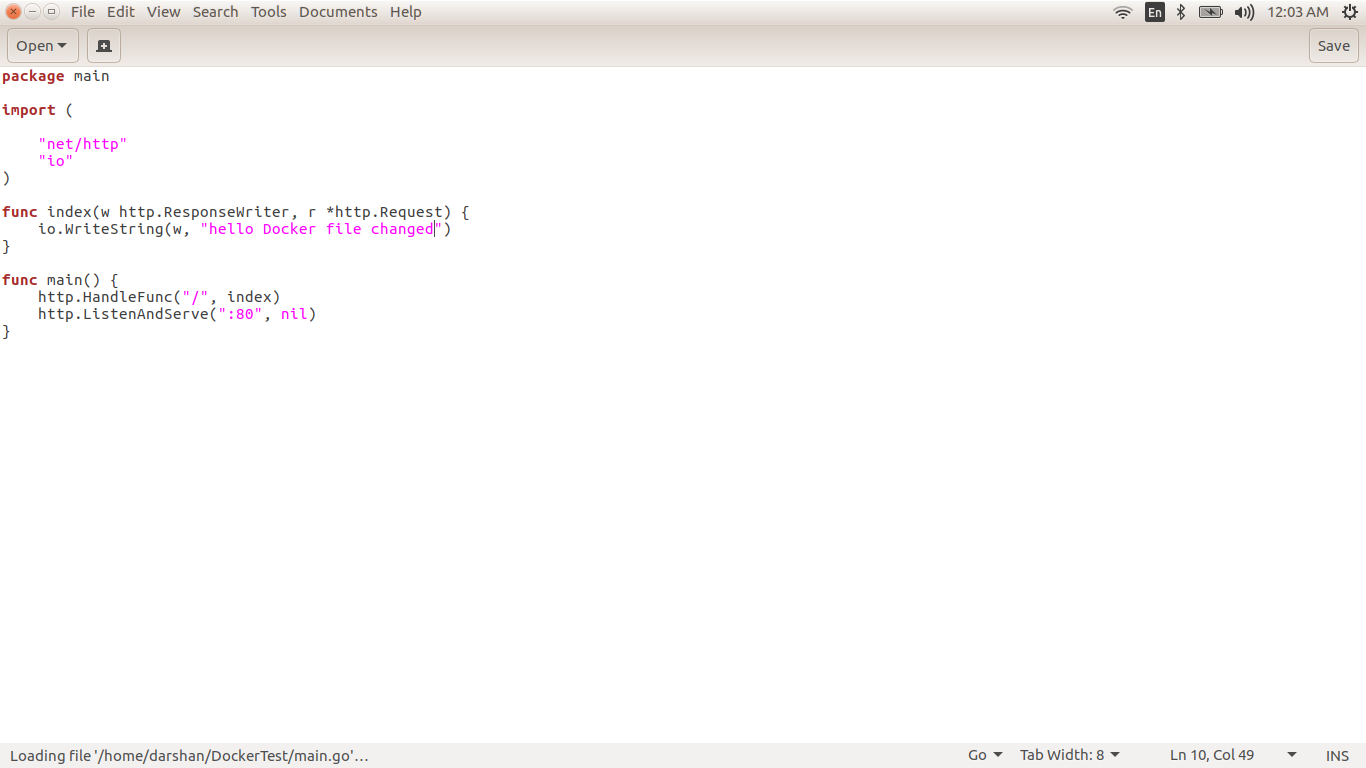 File Edit View Search Tools Documents Help En 12:03 AM
Open Save
package main
import (
"net/http"
"io"
)
func index(w http.ResponseWriter, r *http.Request) {
io.WriteString(w, "hello Docker file changed")
}
func main() {
http.HandleFunc("/", index)
http.ListenAndServe(":80", nil)
}
Loading file '/home/darshan/DockerTest/main.go'… Go Tab Width: 8 Ln 10, Col 49 INS